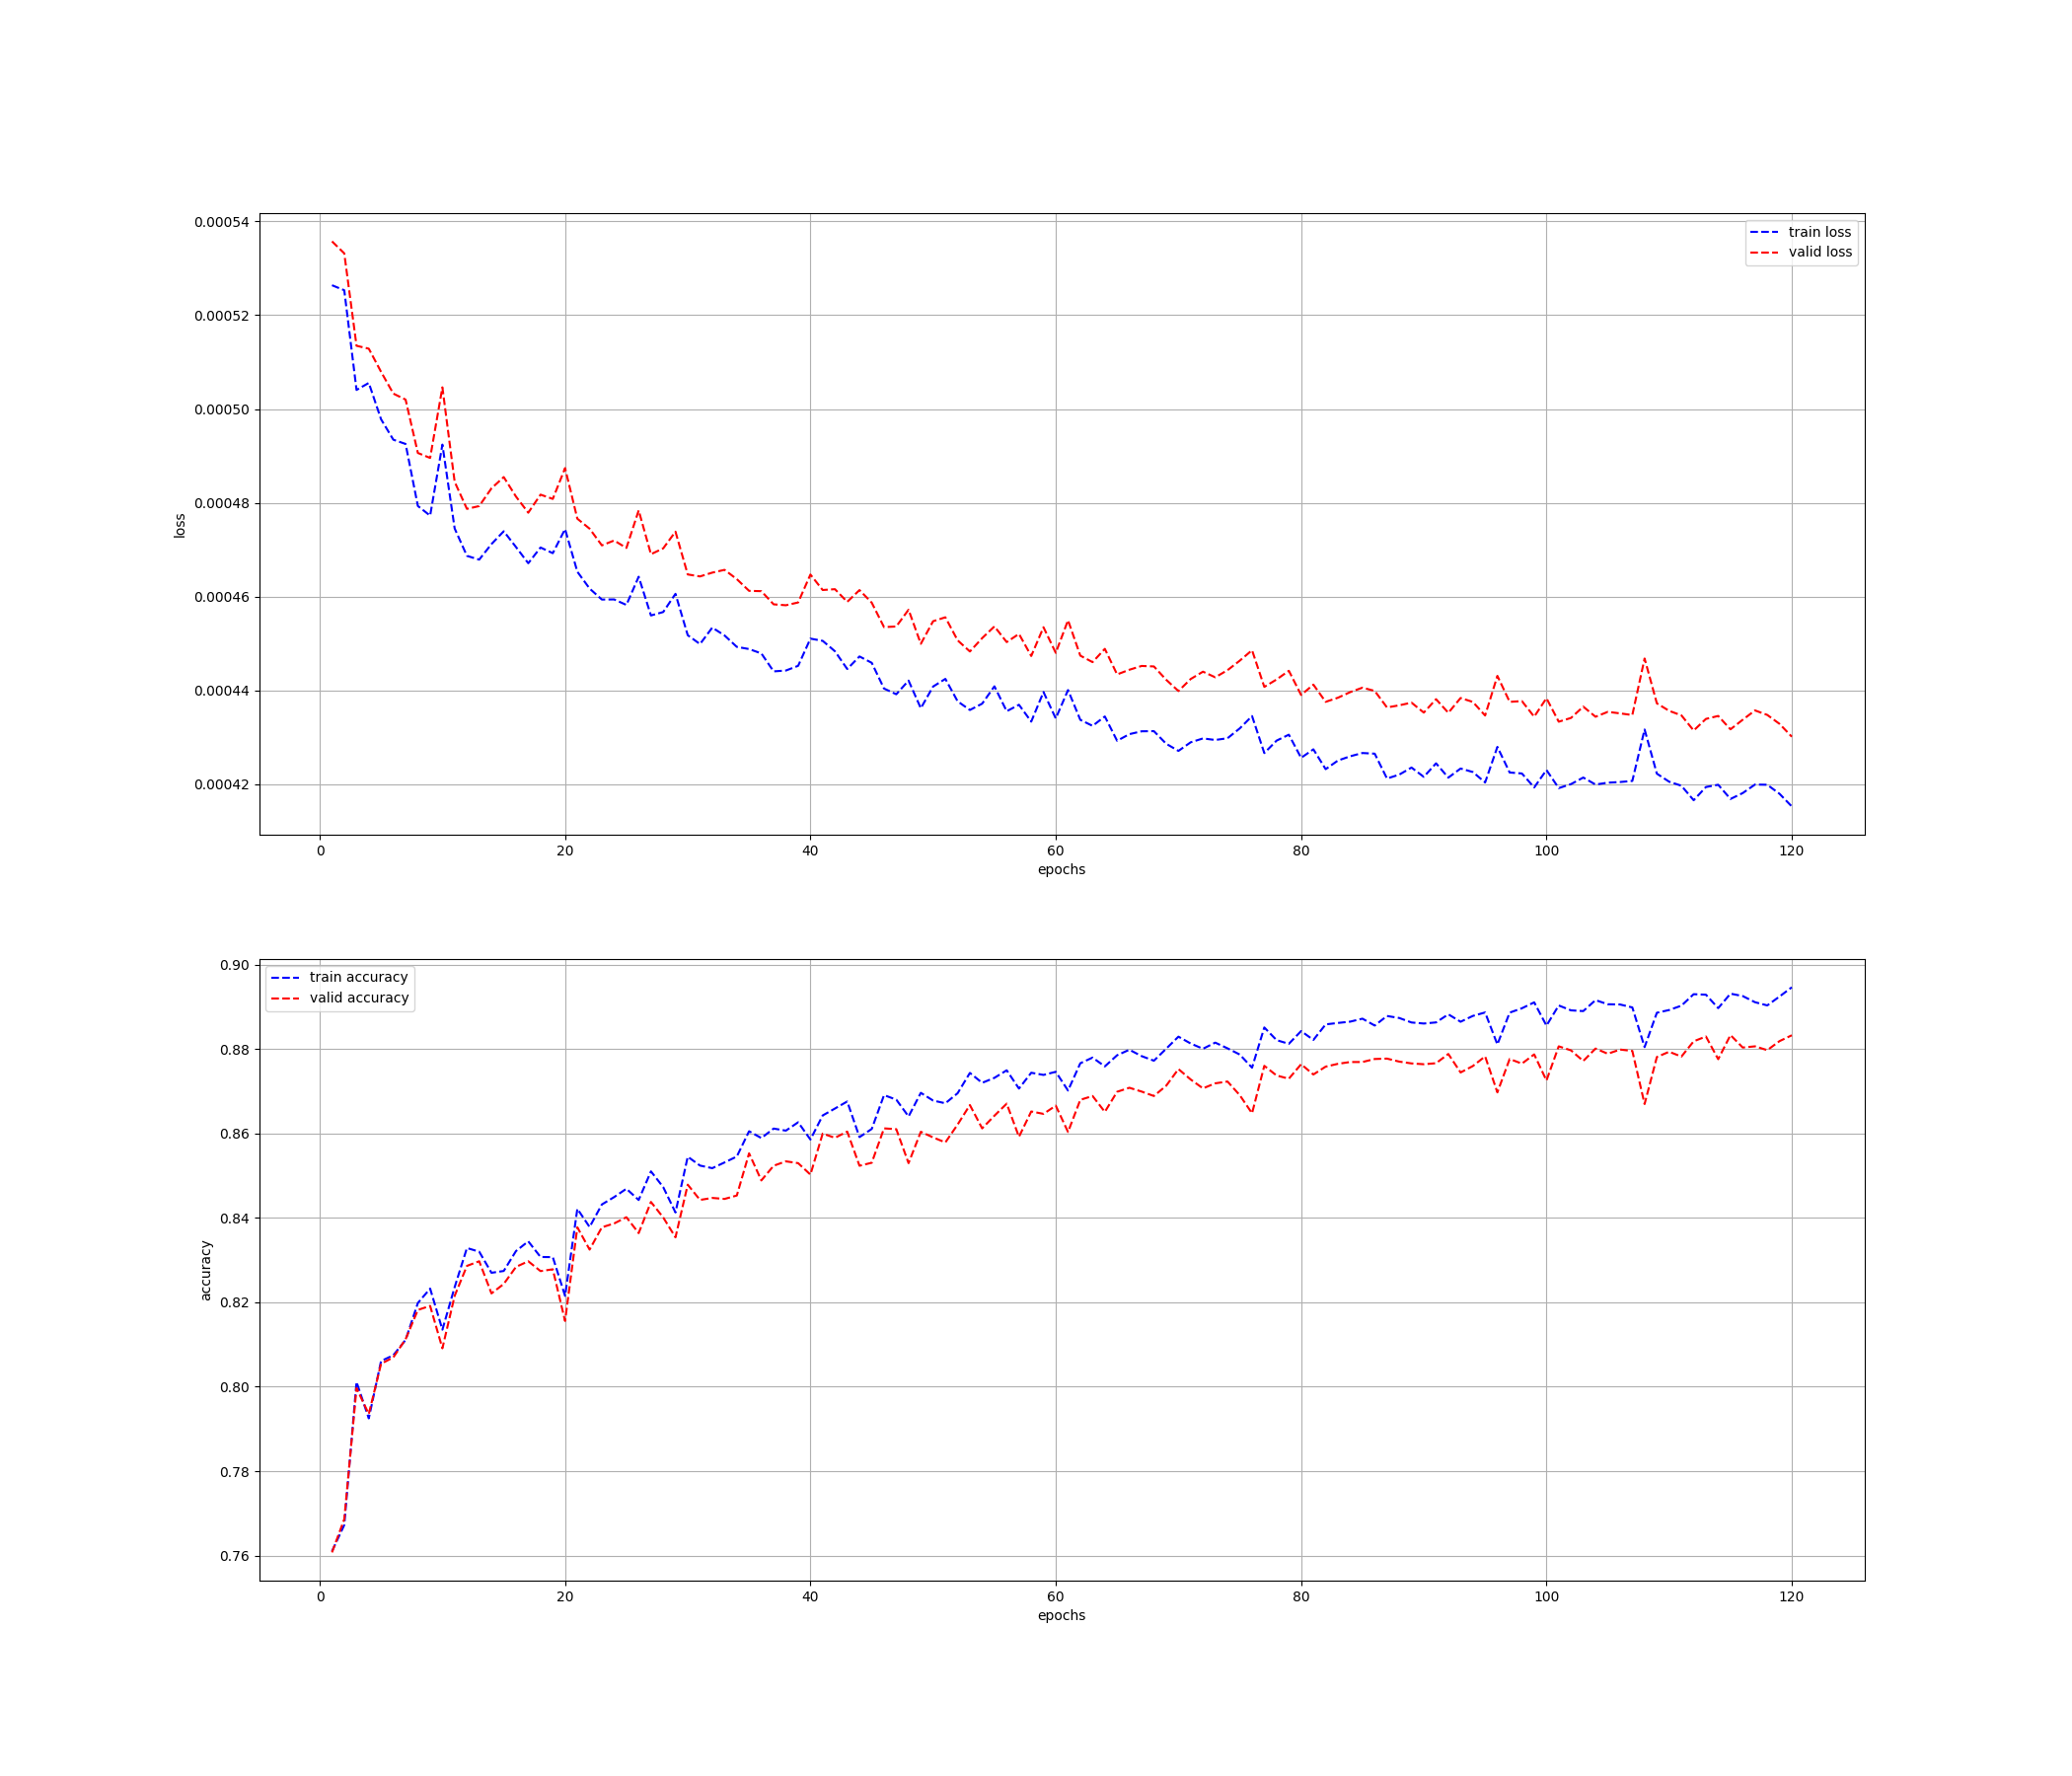 0.00054
0.00052
0.00050
0.00048
0.00046
0.00044
0.00042
loss
train loss
valid loss
0 20 40 60 80 100 120
epochs
0.90
0.88
0.86
0.84
0.82
0.80
0.78
0.76
accuracy
train accuracy
valid accuracy
0 20 40 60 80 100 120
epochs